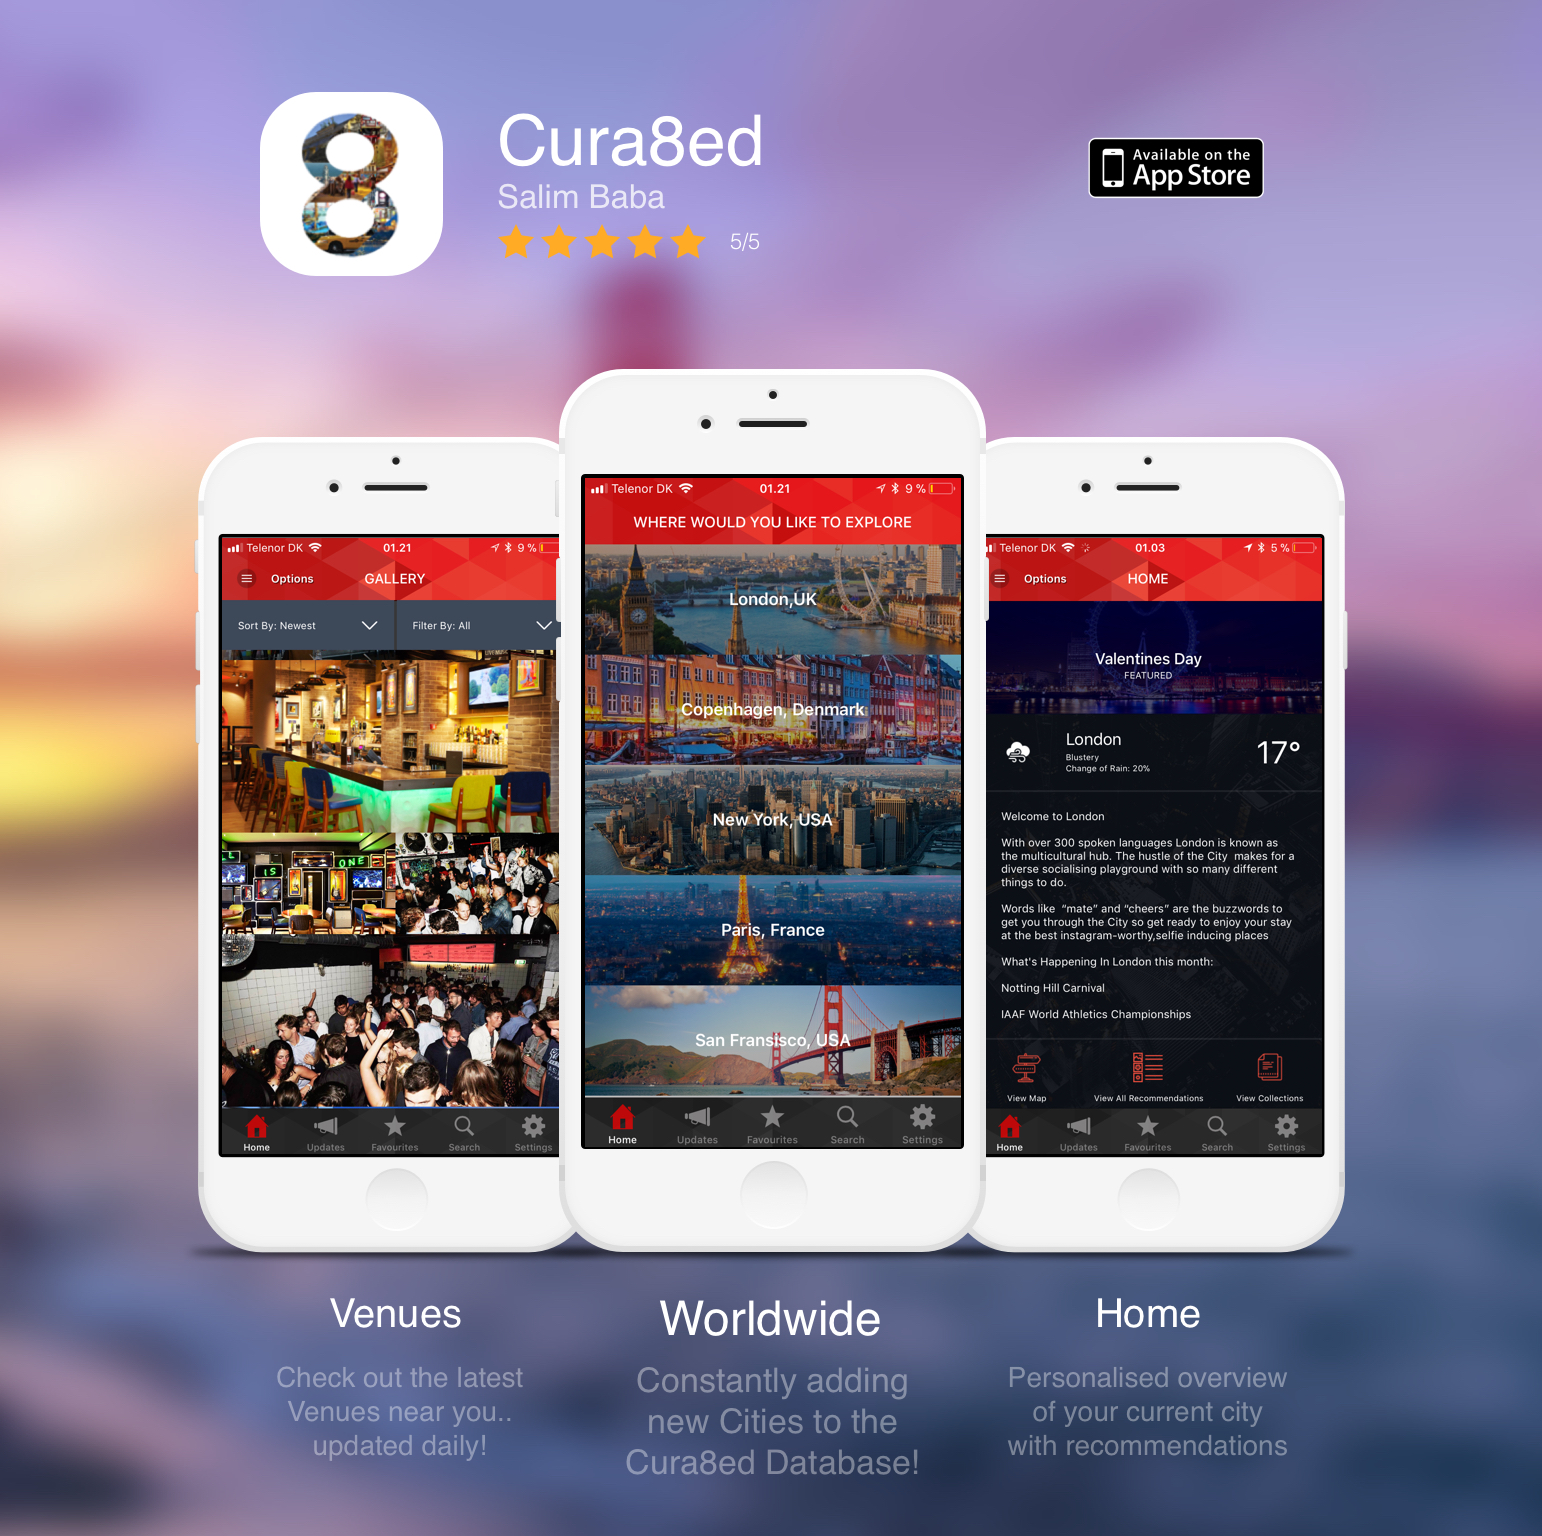 Cura8ed
Salim Baba
5/5
Available on the
App Store
Telenor DK 01.21 9 %
Options GALLERY
Sort By: Newest Filter By: All
ONE
IS
Home Updates Favourites Search Settings
Telenor DK 01.21 9 %
WHERE WOULD YOU LIKE TO EXPLORE
London,UK
Copenhagen, Denmark
New York, USA
Paris, France
San Fransisco, USA
Home Updates Favourites Search Settings
Telenor DK 01.03 5 %
Options HOME
Valentines Day
FEATURED
London
Blustery
Change of Rain: 20%
17°
Welcome to London
With over 300 spoken languages London is known as
the multicultural hub. The hustle of the City makes for a
diverse socialising playground with so many different
things to do.
Words like “mate” and “cheers” are the buzzwords to
get you through the City so get ready to enjoy your stay
at the best instagram-worthy,selfie inducing places
What's Happening In London this month:
Notting Hill Carnival
IAAF World Athletics Championships
View Map View All Recommendations View Collections
Home Updates Favourites Search Settings
Venues
Check out the latest
Venues near you..
updated daily!
Worldwide
Constantly adding
new Cities to the
Cura8ed Database!
Home
Personalised overview
of your current city
with recommendations